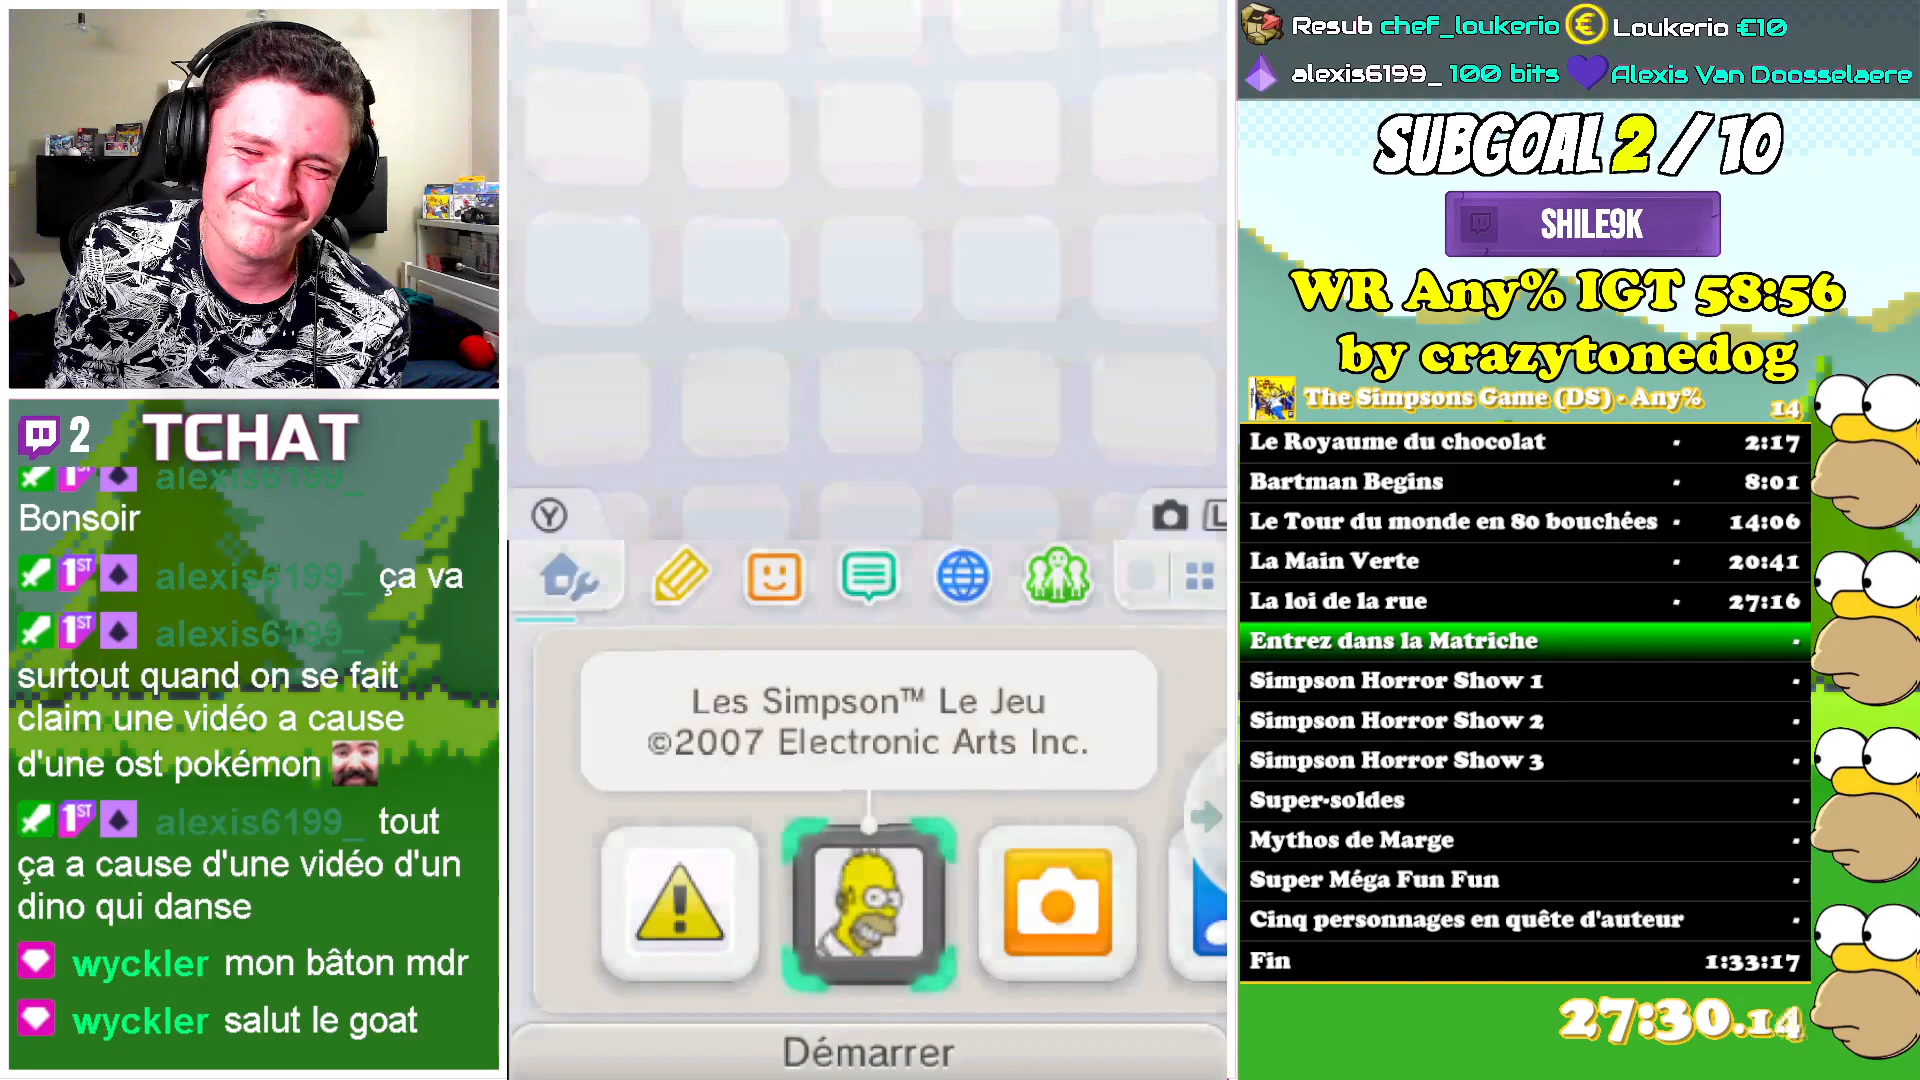 Resub chef_loukerio Loukerio €10
alexis6199_ 100 bits Alexis Van Doosselaere
SUBGOAL 2 / 10
SHILE9K
WR Any% IGT 58:56
by crazytonedog
The Simpsons Game (DS) - Any%
14
Le Royaume du chocolat - 2:17
Bartman Begins - 8:01
Le Tour du monde en 80 bouchées - 14:06
La Main Verte - 20:41
La loi de la rue - 27:16
Entrez dans la Matriche -
Simpson Horror Show 1 -
Simpson Horror Show 2 -
Simpson Horror Show 3 -
Super-soldes -
Mythos de Marge -
Super Méga Fun Fun -
Cinq personnages en quête d'auteur -
Fin 1:33:17
27:30.14
2 TCHAT
1ST alexis6199_
Bonsoir
1ST alexis6199_ ça va
1ST alexis6199_
surtout quand on se fait
claim une vidéo a cause
d'une ost pokémon
1ST alexis6199_ tout
ça a cause d'une vidéo d'un
dino qui danse
wyckler mon bâton mdr
wyckler salut le goat
Y
L
Les Simpson™ Le Jeu
©2007 Electronic Arts Inc.
Démarrer